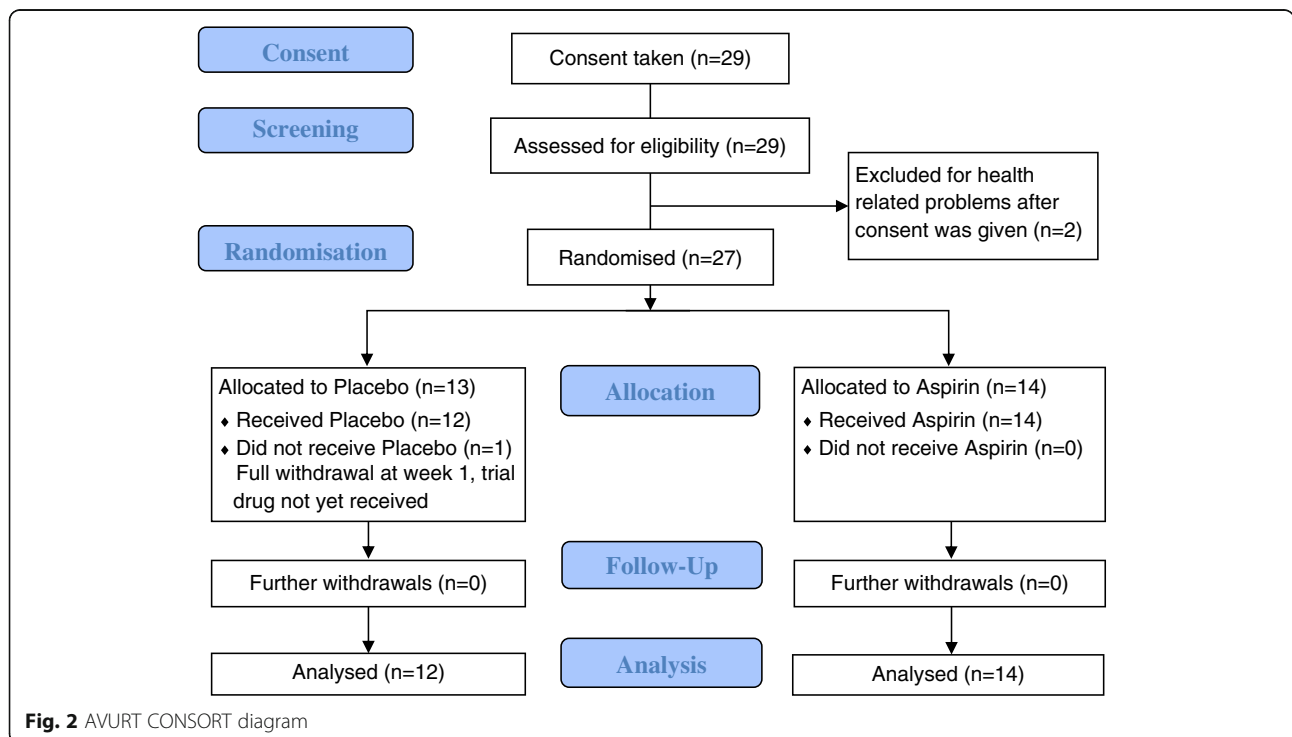 Consent
Consent taken (n=29)
Screening
Assessed for eligibility (n=29)
Excluded for health
related problems after
consent was given (n=2)
Randomisation
Randomised (n=27)
Allocated to Placebo (n=13)
♦ Received Placebo (n=12)
♦ Did not receive Placebo (n=1)
Full withdrawal at week 1, trial
drug not yet received
Allocation
Allocated to Aspirin (n=14)
♦ Received Aspirin (n=14)
♦ Did not receive Aspirin (n=0)
Follow-Up
Further withdrawals (n=0)
Further withdrawals (n=0)
Analysed (n=12)
Analysis
Analysed (n=14)
Fig. 2 AVURT CONSORT diagram